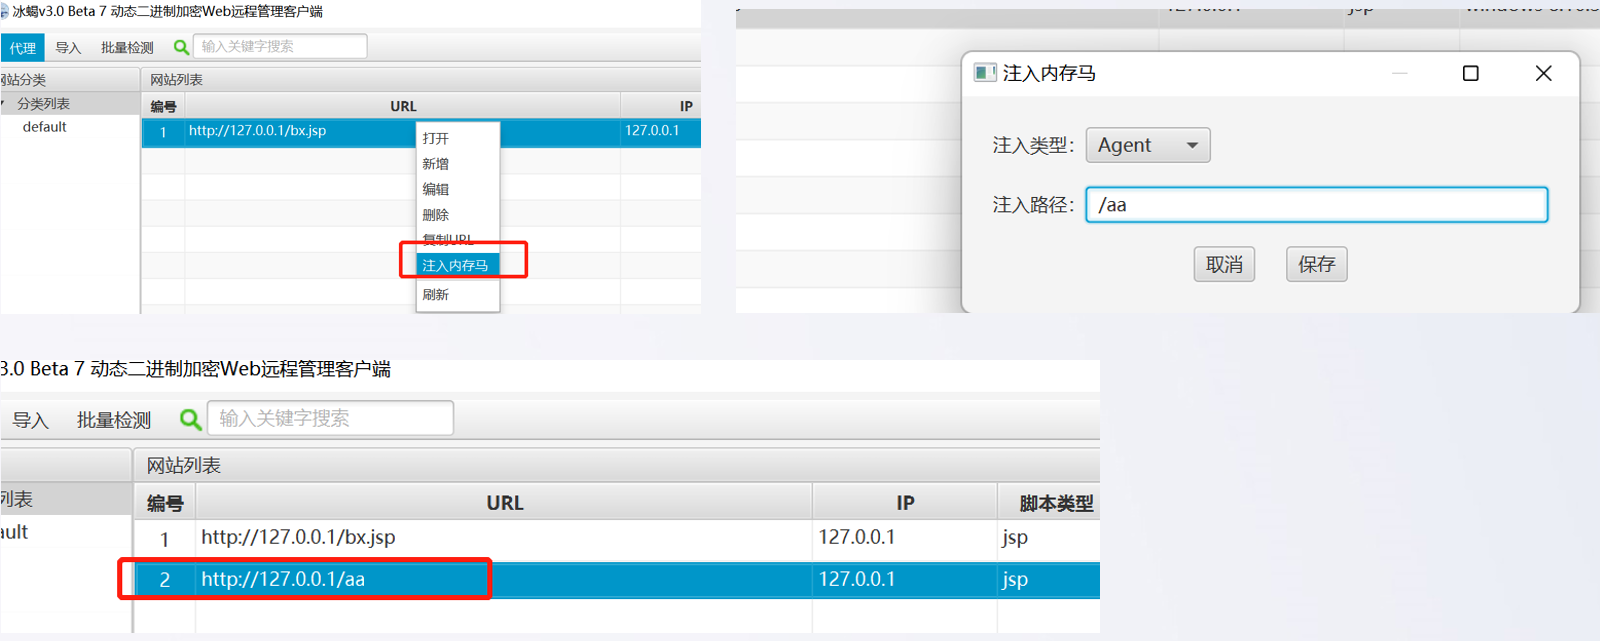 冰蝎v3.0 Beta 7 动态二进制加密Web远程管理客户端
代理 导入 批量检测 输入关键字搜索
网站分类 网站列表
分类列表 编号 URL IP
default 1 http://127.0.0.1/bx.jsp 127.0.0.1
打开
新增
编辑
删除
复制URL
注入内存马
刷新
127.0.0.1 jsp
注入内存马
注入类型: Agent
注入路径: /aa
取消 保存
v3.0 Beta 7 动态二进制加密Web远程管理客户端
导入 批量检测 输入关键字搜索
网站列表
列表 编号 URL IP 脚本类型
ault 1 http://127.0.0.1/bx.jsp 127.0.0.1 jsp
2 http://127.0.0.1/aa 127.0.0.1 jsp